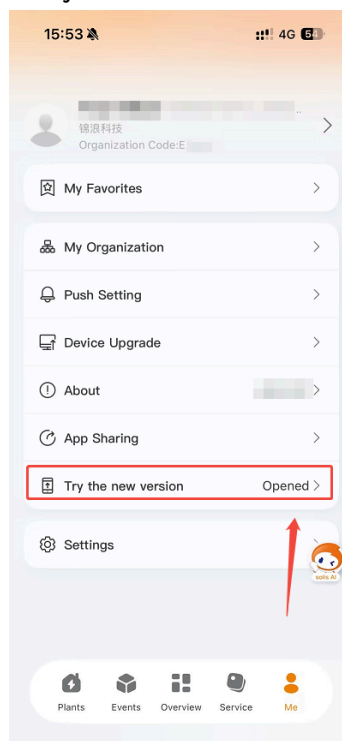 15:53
4G 54
锦浪科技
Organization Code:E
My Favorites
My Organization
Push Setting
Device Upgrade
About
App Sharing
Try the new version Opened
Settings
solis AI
Plants Events Overview Service Me